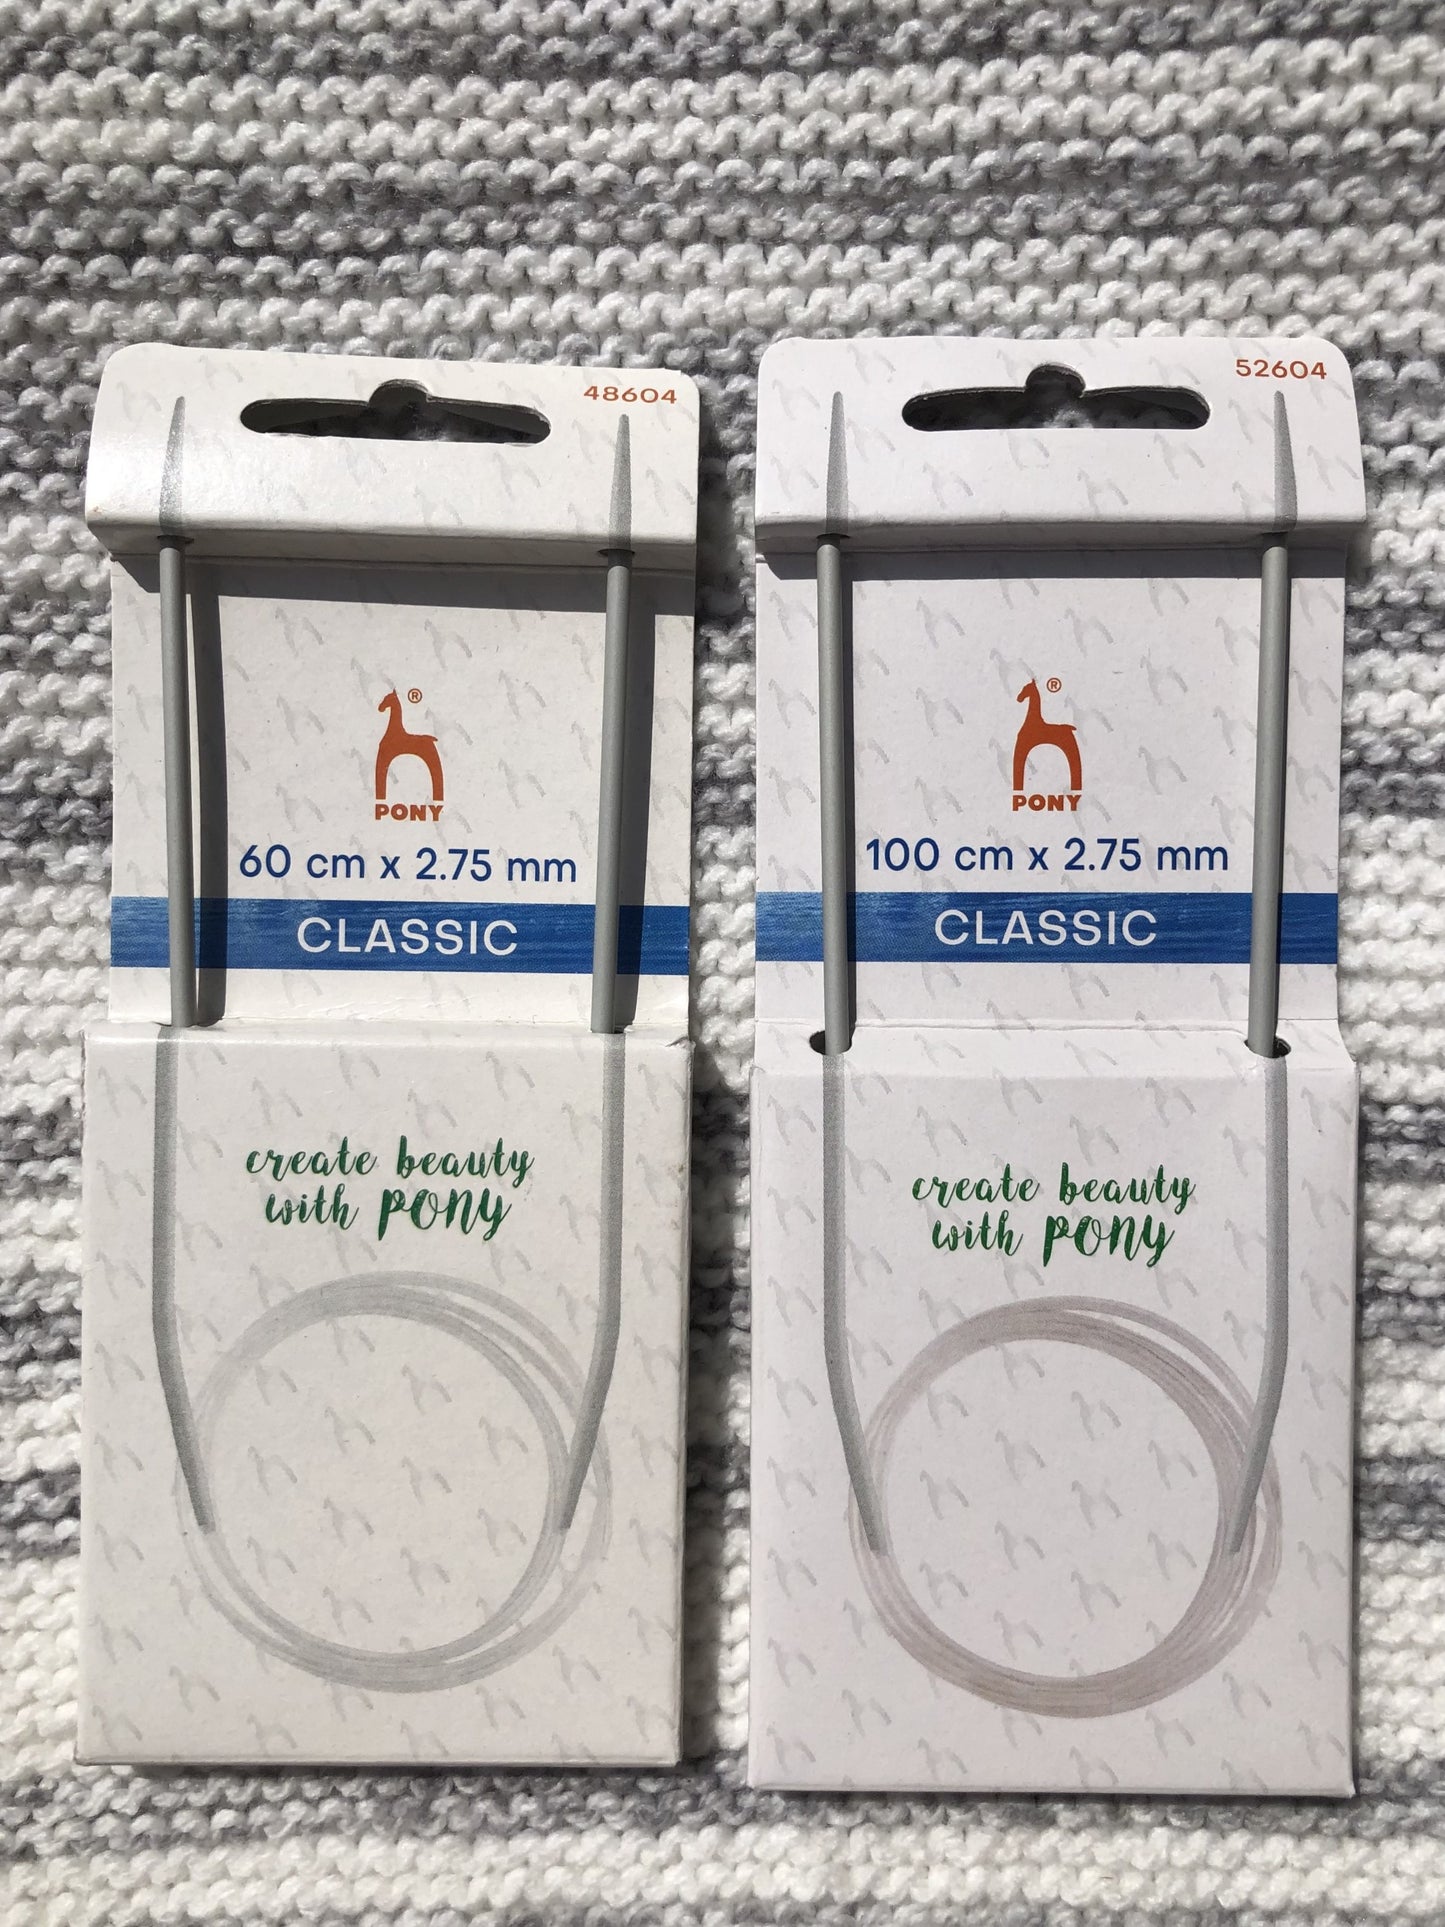 48604
®
PONY
60 cm x 2.75 mm
CLASSIC
create beauty
with PONY
52604
®
PONY
100 cm x 2.75 mm
CLASSIC
create beauty
with PONY